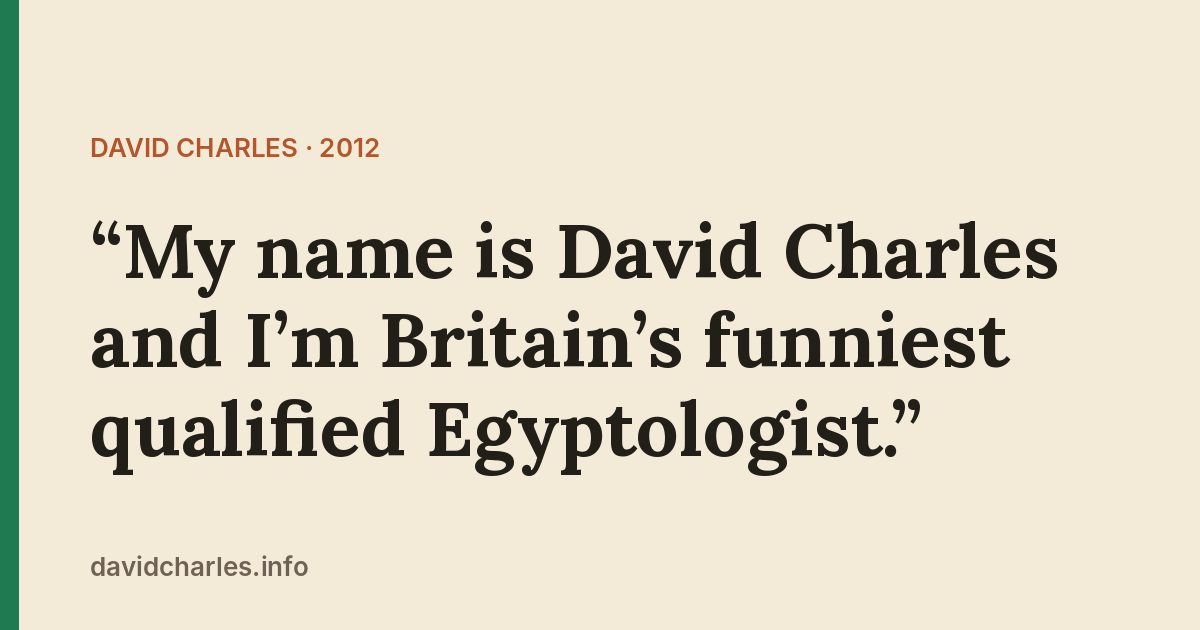 DAVID CHARLES · 2012
“My name is David Charles
and I’m Britain’s funniest
qualified Egyptologist.”
davidcharles.info